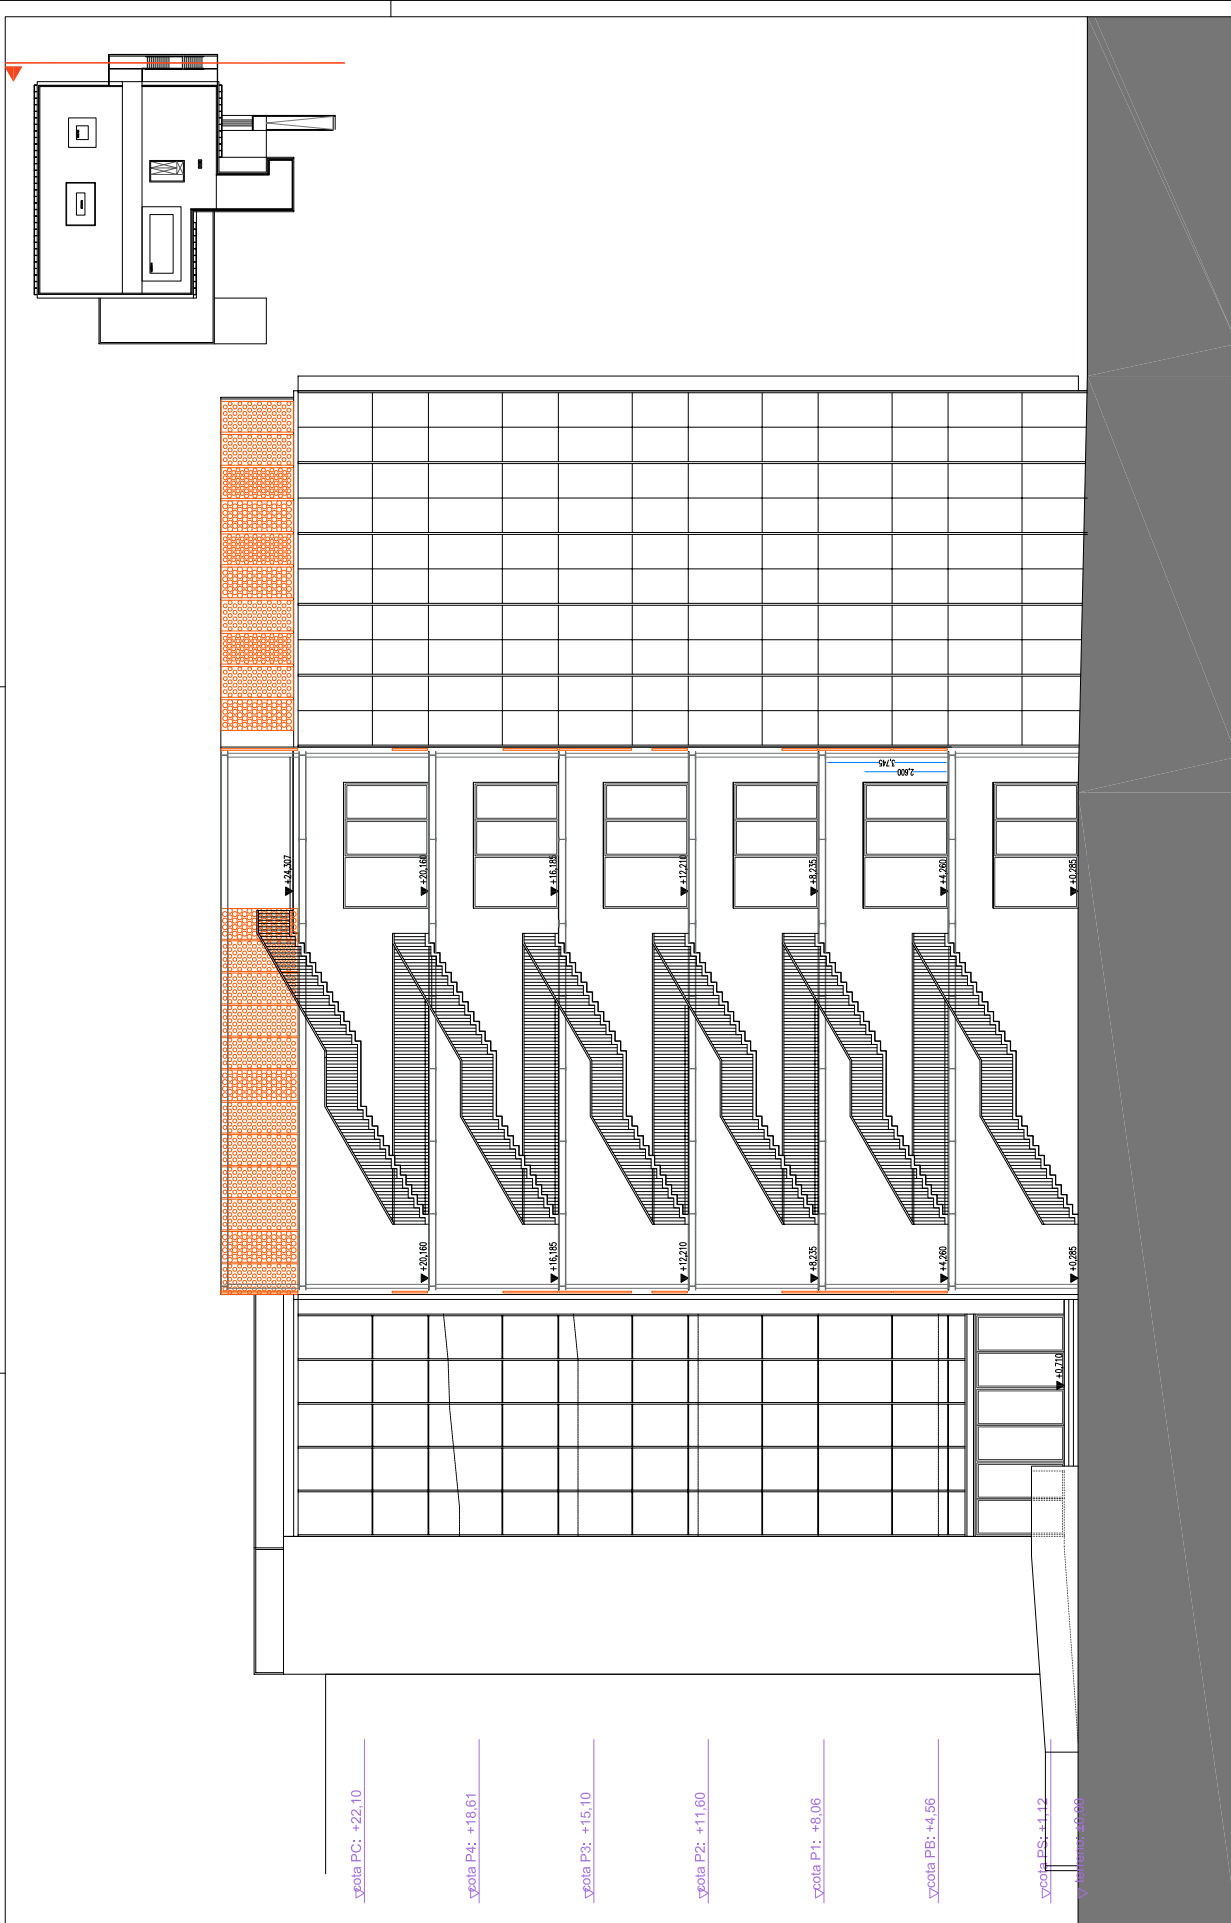 +24,307
+20,160
+16,185
+12,210
+8,235
+4,260
+0,285
3,745
2,600
+20,160
+16,185
+12,210
+8,235
+4,260
+0,285
+0,710
cota PC: +22,10
cota P4: +18,61
cota P3: +15,10
cota P2: +11,60
cota P1: +8,06
cota PB: +4,56
cota PS: +1,12